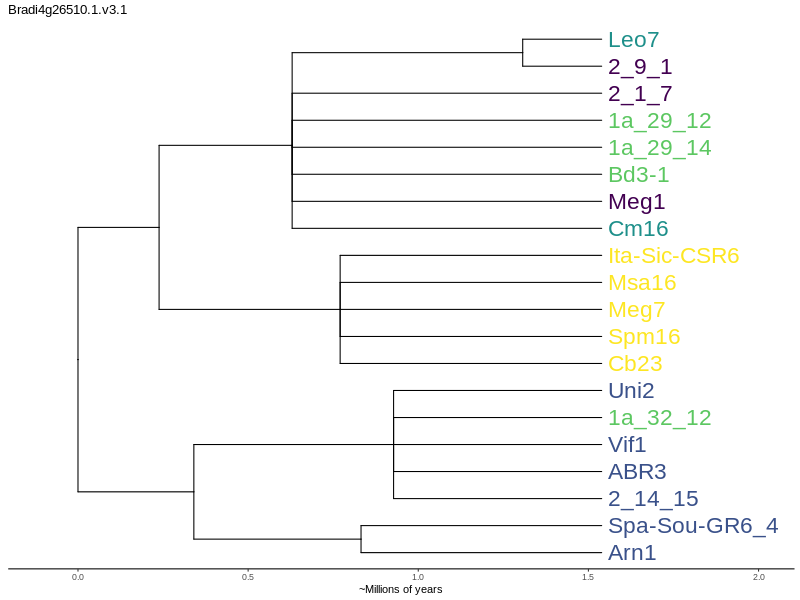 Bradi4g26510.1.v3.1
Leo7
2_9_1
2_1_7
1a_29_12
1a_29_14
Bd3-1
Meg1
Cm16
Ita-Sic-CSR6
Msa16
Meg7
Spm16
Cb23
Uni2
1a_32_12
Vif1
ABR3
2_14_15
Spa-Sou-GR6_4
Arn1
0.0 0.5 1.0 1.5 2.0
~Millions of years